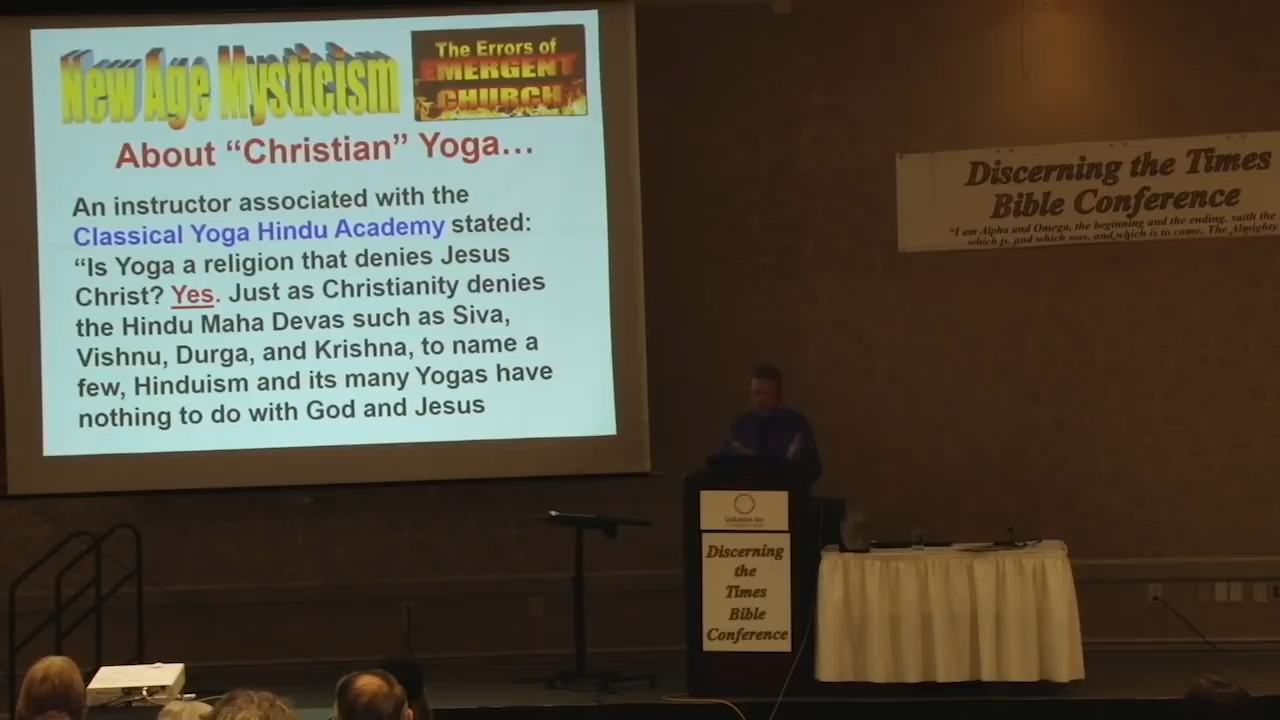 New Age Mysticism
The Errors of
EMERGENT
CHURCH
About “Christian” Yoga…
An instructor associated with the
Classical Yoga Hindu Academy stated:
“Is Yoga a religion that denies Jesus
Christ? Yes. Just as Christianity denies
the Hindu Maha Devas such as Siva,
Vishnu, Durga, and Krishna, to name a
few, Hinduism and its many Yogas have
nothing to do with God and Jesus
Discerning the Times
Bible Conference
“I am Alpha and Omega, the beginning and the ending, saith the
which is, and which was, and which is to come, The Almighty
Saskatoon Inn
Discerning
the
Times
Bible
Conference